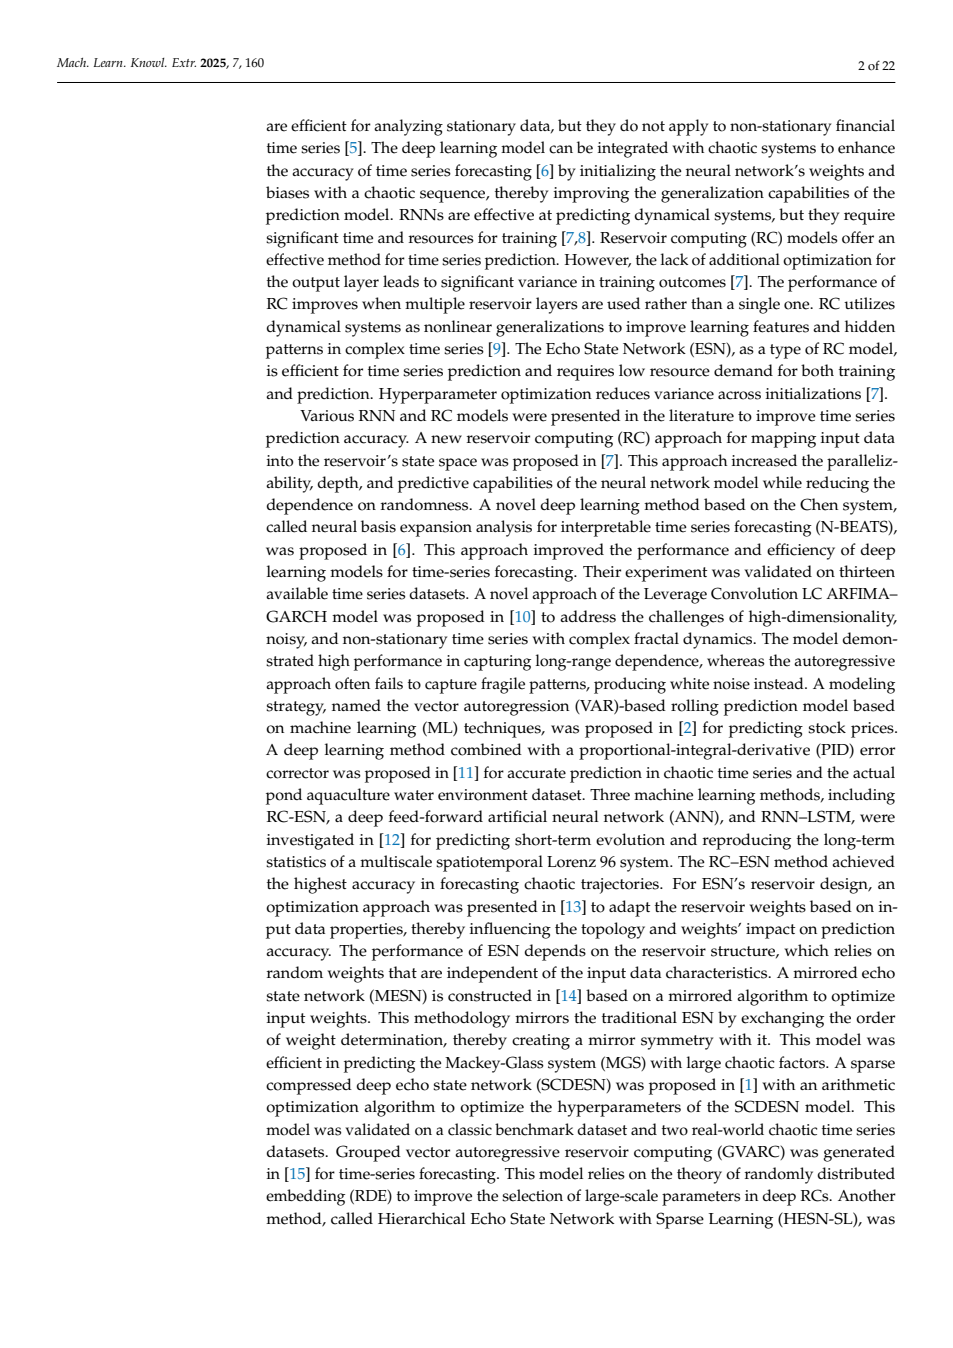 Mach. Learn. Knowl. Extr. 2025, 7, 160
2 of 22
are efficient for analyzing stationary data, but they do not apply to non-stationary financial
time series [5]. The deep learning model can be integrated with chaotic systems to enhance
the accuracy of time series forecasting [6] by initializing the neural network's weights and
biases with a chaotic sequence, thereby improving the generalization capabilities of the
prediction model. RNNs are effective at predicting dynamical systems, but they require
significant time and resources for training [7,8]. Reservoir computing (RC) models offer an
effective method for time series prediction. However, the lack of additional optimization for
the output layer leads to significant variance in training outcomes [7]. The performance of
RC improves when multiple reservoir layers are used rather than a single one. RC utilizes
dynamical systems as nonlinear generalizations to improve learning features and hidden
patterns in complex time series [9]. The Echo State Network (ESN), as a type of RC model,
is efficient for time series prediction and requires low resource demand for both training
and prediction. Hyperparameter optimization reduces variance across initializations [7].
Various RNN and RC models were presented in the literature to improve time series
prediction accuracy. A new reservoir computing (RC) approach for mapping input data
into the reservoir's state space was proposed in [7]. This approach increased the paralleliz-
ability, depth, and predictive capabilities of the neural network model while reducing the
dependence on randomness. A novel deep learning method based on the Chen system,
called neural basis expansion analysis for interpretable time series forecasting (N-BEATS),
was proposed in [6]. This approach improved the performance and efficiency of deep
learning models for time-series forecasting. Their experiment was validated on thirteen
available time series datasets. A novel approach of the Leverage Convolution LC ARFIMA–
GARCH model was proposed in [10] to address the challenges of high-dimensionality,
noisy, and non-stationary time series with complex fractal dynamics. The model demon-
strated high performance in capturing long-range dependence, whereas the autoregressive
approach often fails to capture fragile patterns, producing white noise instead. A modeling
strategy, named the vector autoregression (VAR)-based rolling prediction model based
on machine learning (ML) techniques, was proposed in [2] for predicting stock prices.
A deep learning method combined with a proportional-integral-derivative (PID) error
corrector was proposed in [11] for accurate prediction in chaotic time series and the actual
pond aquaculture water environment dataset. Three machine learning methods, including
RC-ESN, a deep feed-forward artificial neural network (ANN), and RNN–LSTM, were
investigated in [12] for predicting short-term evolution and reproducing the long-term
statistics of a multiscale spatiotemporal Lorenz 96 system. The RC–ESN method achieved
the highest accuracy in forecasting chaotic trajectories. For ESN's reservoir design, an
optimization approach was presented in [13] to adapt the reservoir weights based on in-
put data properties, thereby influencing the topology and weights' impact on prediction
accuracy. The performance of ESN depends on the reservoir structure, which relies on
random weights that are independent of the input data characteristics. A mirrored echo
state network (MESN) is constructed in [14] based on a mirrored algorithm to optimize
input weights. This methodology mirrors the traditional ESN by exchanging the order
of weight determination, thereby creating a mirror symmetry with it. This model was
efficient in predicting the Mackey-Glass system (MGS) with large chaotic factors. A sparse
compressed deep echo state network (SCDESN) was proposed in [1] with an arithmetic
optimization algorithm to optimize the hyperparameters of the SCDESN model. This
model was validated on a classic benchmark dataset and two real-world chaotic time series
datasets. Grouped vector autoregressive reservoir computing (GVARC) was generated
in [15] for time-series forecasting. This model relies on the theory of randomly distributed
embedding (RDE) to improve the selection of large-scale parameters in deep RCs. Another
method, called Hierarchical Echo State Network with Sparse Learning (HESN-SL), was